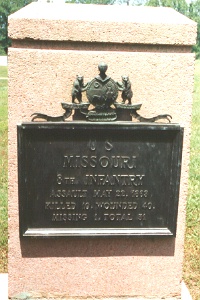 U S
MISSOURI
8TH. INFANTRY
ASSAULT MAY 22, 1863
KILLED 10, WOUNDED 40,
MISSING 1, TOTAL 51